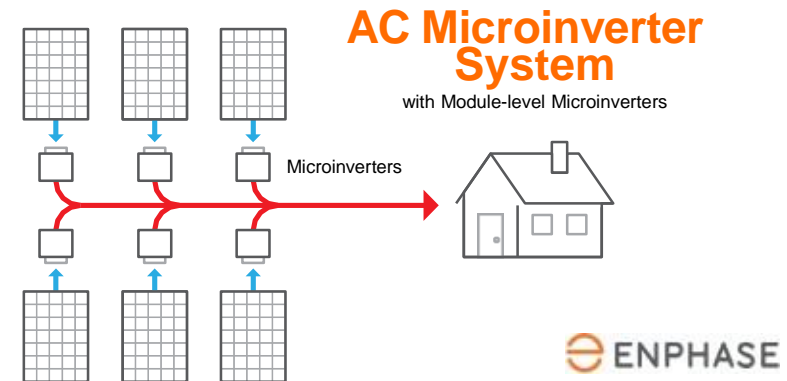 AC Microinverter
System
with Module-level Microinverters
Microinverters
ENPHASE